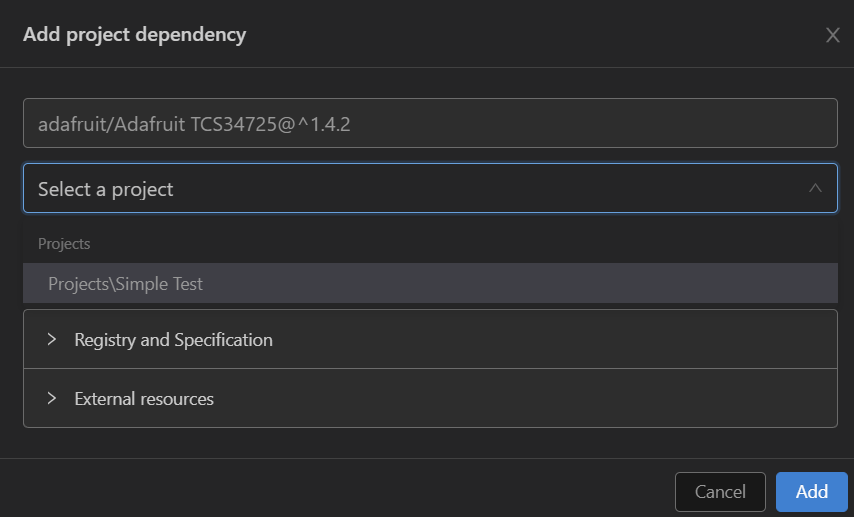 Add project dependency
adafruit/Adafruit TCS34725@^1.4.2
Select a project
Projects
Projects\Simple Test
Registry and Specification
External resources
Cancel
Add